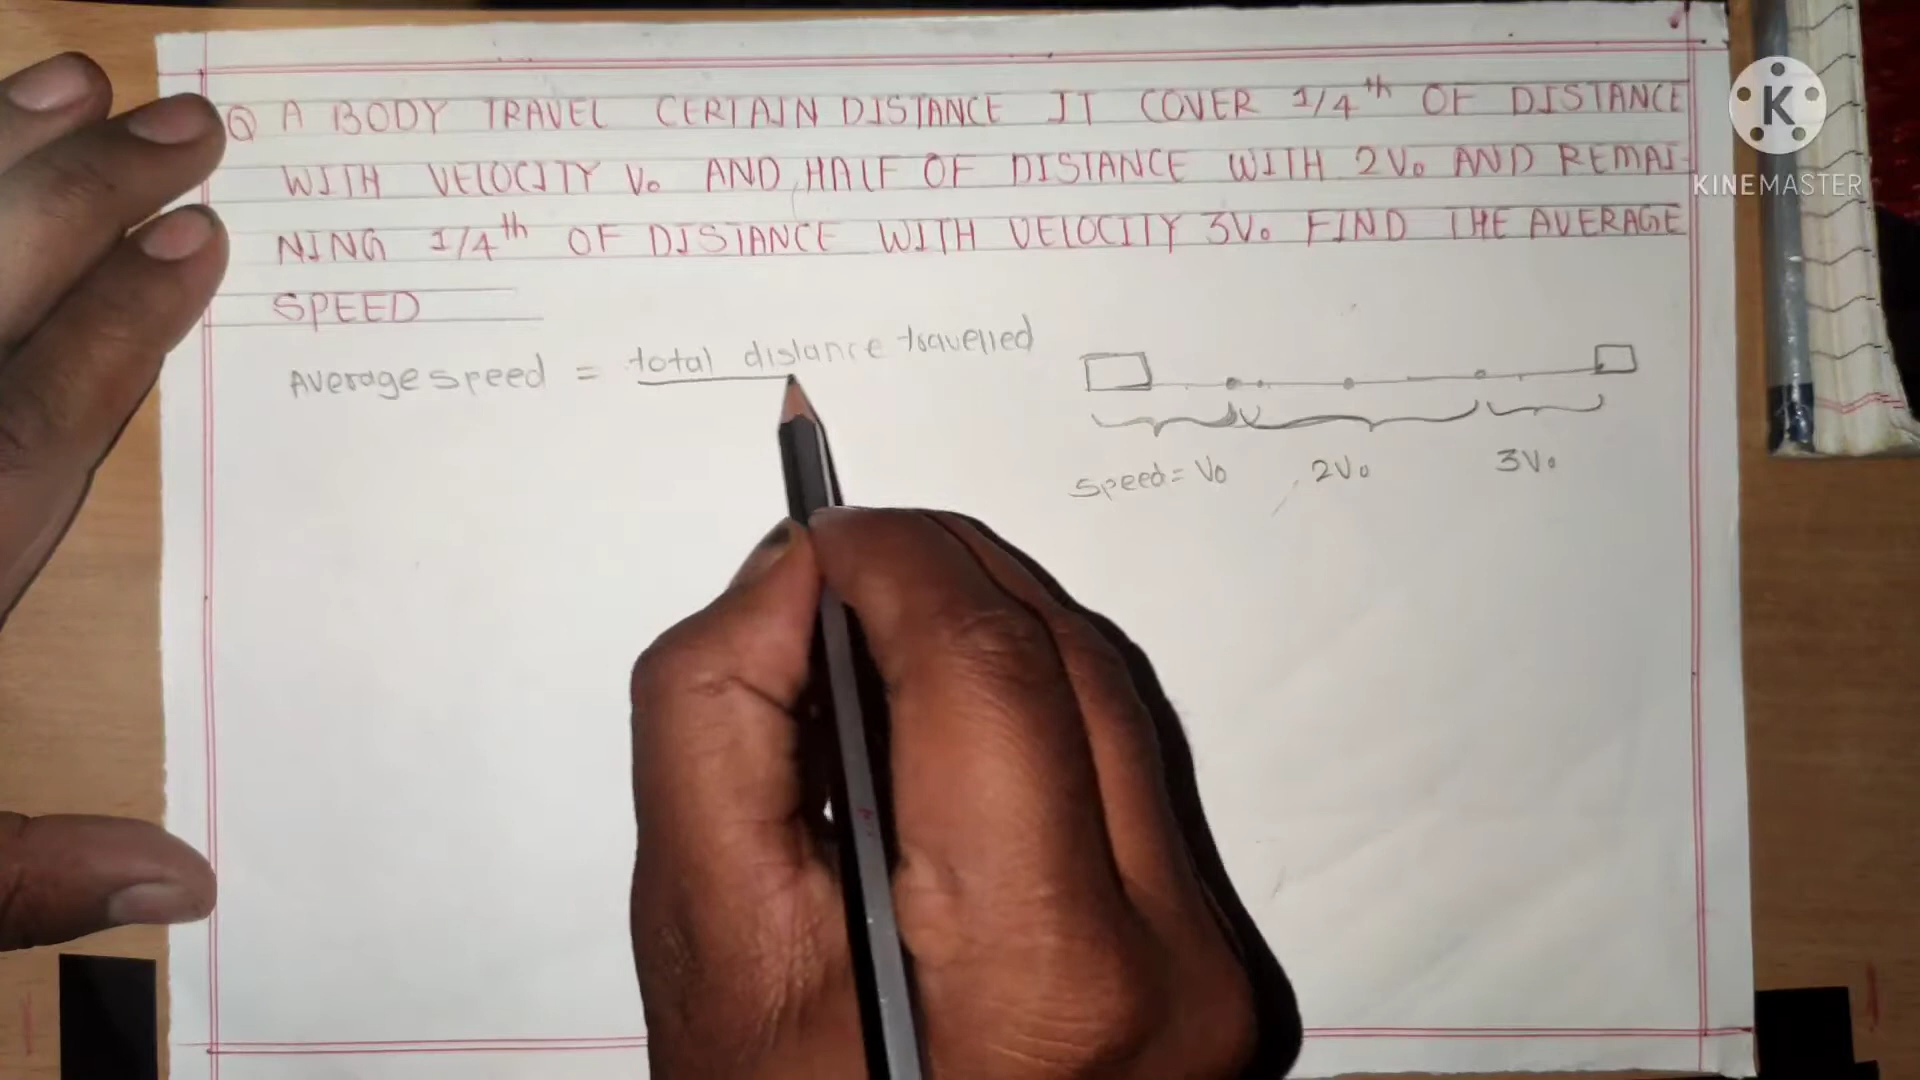 Q A BODY TRAVEL CERTAIN DISTANCE IT COVER 1/4th OF DISTANCE
WITH VELOCITY V₀ AND HALF OF DISTANCE WITH 2V₀ AND REMAI-
NING 1/4th OF DISTANCE WITH VELOCITY 3V₀ FIND THE AVERAGE
SPEED
Average speed = total distance travelled
Speed = V₀ 2V₀ 3V₀
K
KINEMASTER